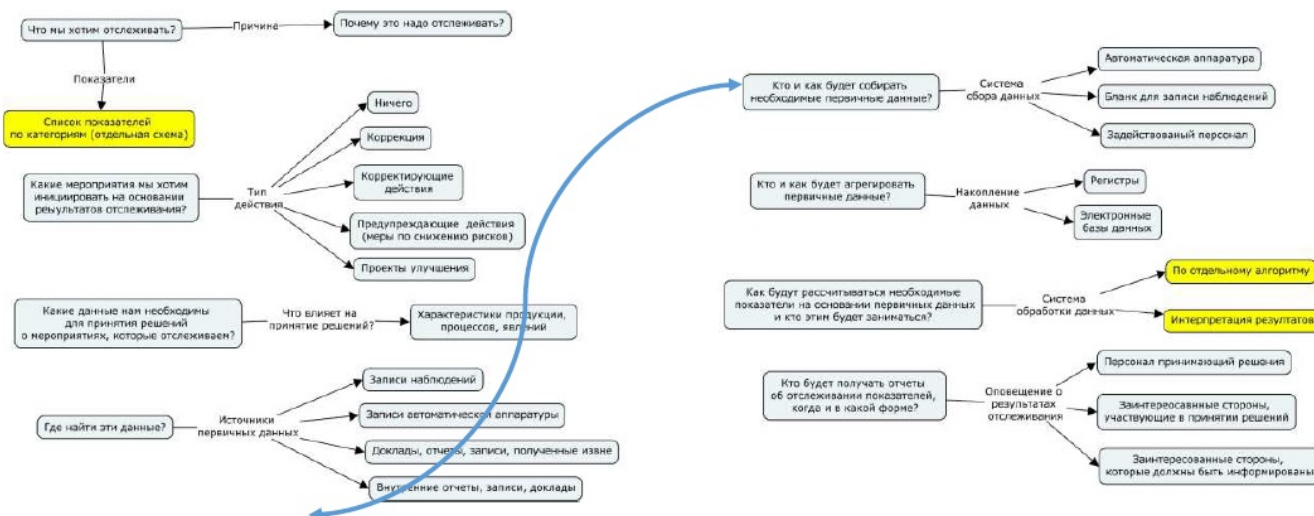 Что мы хотим отслеживать?
Причина
Почему это надо отслеживать?
Показатели
Список показателей
по категориям (отдельная схема)
Какие мероприятия мы хотим
инициировать на основании
результатов отслеживания?
Тип
действия
Ничего
Коррекция
Корректирующие
действия
Предупреждающие действия
(меры по снижению рисков)
Проекты улучшения
Какие данные нам необходимы
для принятия решений
о мероприятиях, которые отслеживаем?
Что влияет на
принятие решений?
Характеристики продукции,
процессов, явлений
Где найти эти данные?
Источники
первичных данных
Записи наблюдений
Записи автоматической аппаратуры
Доклады, отчеты, записи, полученные извне
Внутренние отчеты, записи, доклады
Кто и как будет собирать
необходимые первичные данные?
Система
сбора данных
Автоматическая аппаратура
Бланк для записи наблюдений
Задействованый персонал
Кто и как будет агрегировать
первичные данные?
Накопление
данных
Регистры
Электронные
базы данных
Как будут рассчитываться необходимые
показатели на основании первичных данных
и кто этим будет заниматься?
Система
обработки данных
По отдельному алгоритму
Интерпретация резултатов
Кто будет получать отчеты
об отслеживании показателей,
когда и в какой форме?
Оповещение о
результатах
отслеживания
Персонал принимающий решения
Заинтереосавнные стороны,
участвующие в принятии решений
Заинтересованные стороны,
которые должны быть информированы